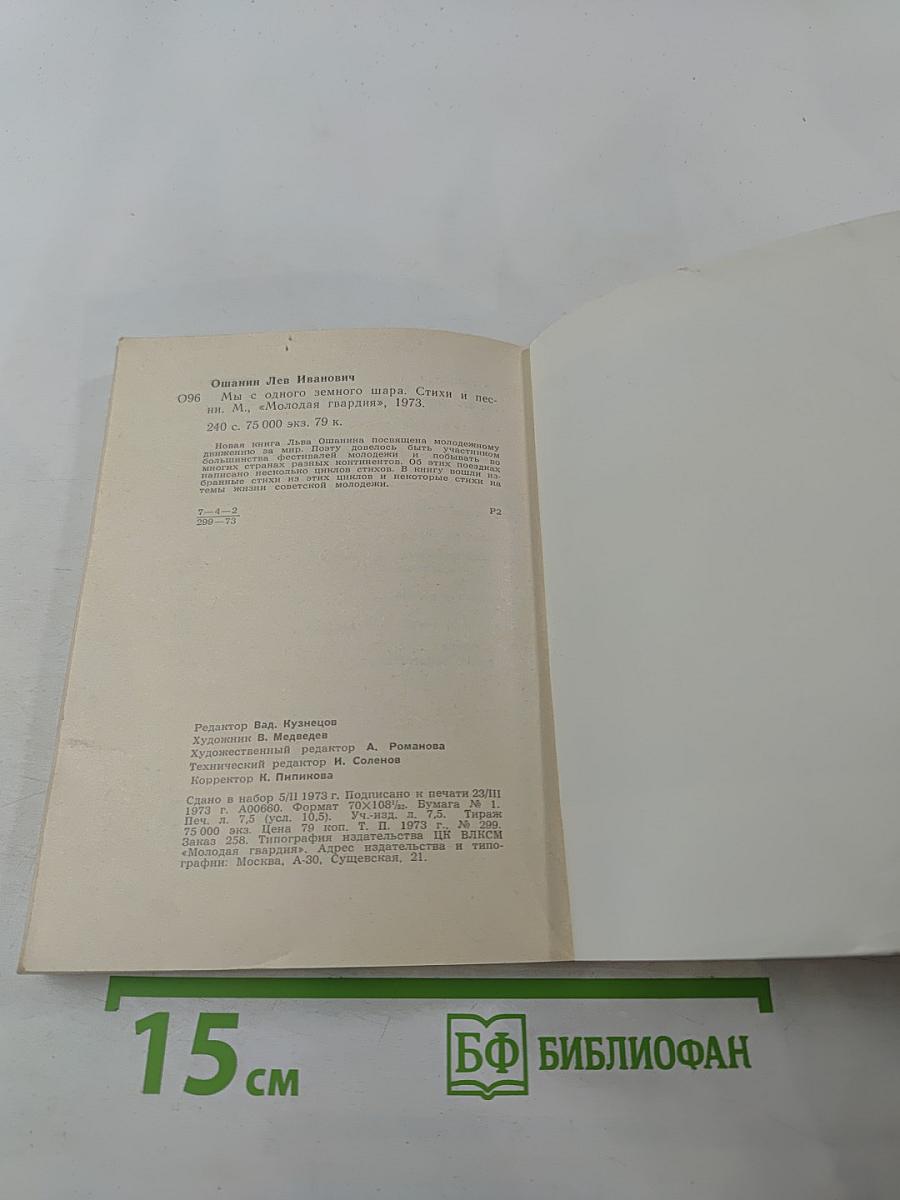 Ошанин Лев Иванович
О96 Мы с одного земного шара. Стихи и пес-
ни. М., «Молодая гвардия», 1973.
240 с. 75 000 экз. 79 к.
Новая книга Льва Ошанина посвящена молодежному
движению за мир. Поэту довелось быть участником
большинства фестивалей молодежи и побывать во
многих странах разных континентов. Об этих поездках
написано несколько циклов стихов. В книгу вошли из-
бранные стихи из этих циклов и некоторые стихи на
темы жизни советской молодежи.
7—4—2
299—73
Р2
Редактор Вад. Кузнецов
Художник В. Медведев
Художественный редактор А. Романова
Технический редактор И. Соленов
Корректор К. Пипикова
Сдано в набор 5/II 1973 г. Подписано к печати 23/III
1973 г. А00660. Формат 70×108¹/₃₂. Бумага № 1.
Печ. л. 7,5 (усл. 10,5). Уч.-изд. л. 7,5. Тираж
75 000 экз. Цена 79 коп. Т. П. 1973 г., № 299.
Заказ 258. Типография издательства ЦК ВЛКСМ
«Молодая гвардия». Адрес издательства и типо-
графии: Москва, А-30, Сущевская, 21.
15 см
БФ БИБЛИОФАН